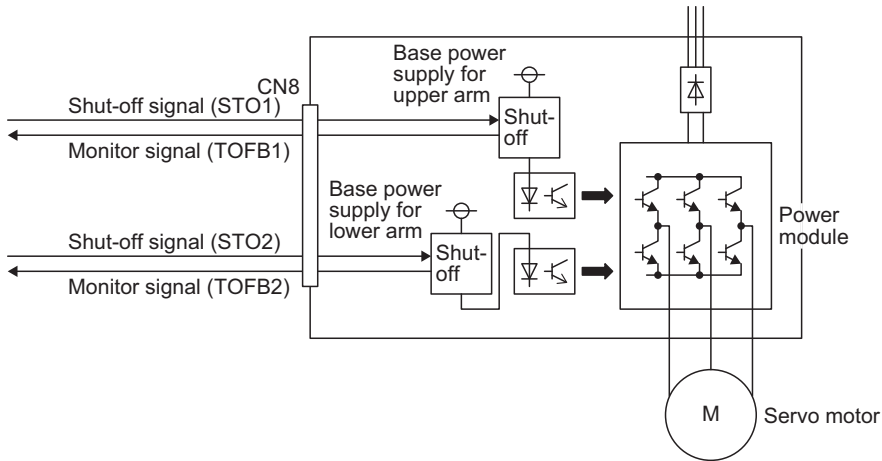 Base power
supply for
upper arm
CN8
Shut-off signal (STO1)
Shut-
off
Monitor signal (TOFB1)
Base power
supply for
lower arm
Power
module
Shut-off signal (STO2)
Shut-
off
Monitor signal (TOFB2)
M
Servo motor